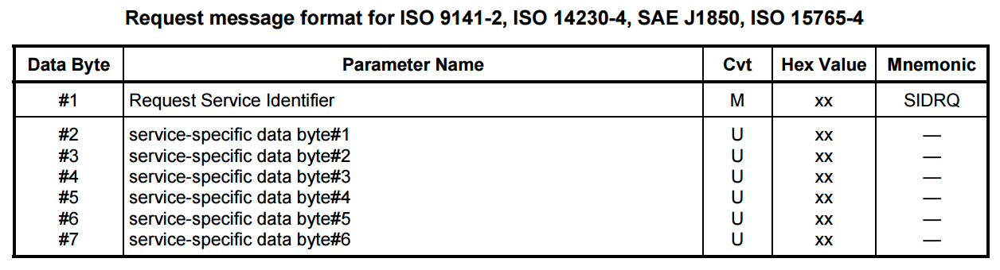 Request message format for ISO 9141-2, ISO 14230-4, SAE J1850, ISO 15765-4
Data Byte Parameter Name Cvt Hex Value Mnemonic
#1 Request Service Identifier M xx SIDRQ
#2 service-specific data byte#1 U xx —
#3 service-specific data byte#2 U xx —
#4 service-specific data byte#3 U xx —
#5 service-specific data byte#4 U xx —
#6 service-specific data byte#5 U xx —
#7 service-specific data byte#6 U xx —